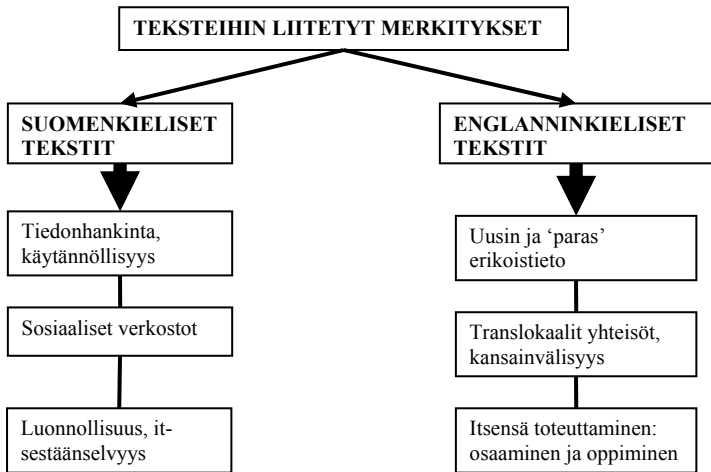 TEKSTEIHIN LIITETYT MERKITYKSET
SUOMENKIELISET
TEKSTIT
Tiedonhankinta,
käytännöllisyys
Sosiaaliset verkostot
Luonnollisuus, it-
sestäänselvyys
ENGLANNINKIELISET
TEKSTIT
Uusin ja ‘paras’
erikoistieto
Translokaalit yhteisöt,
kansainvälisyys
Itsensä toteuttaminen:
osaaminen ja oppiminen